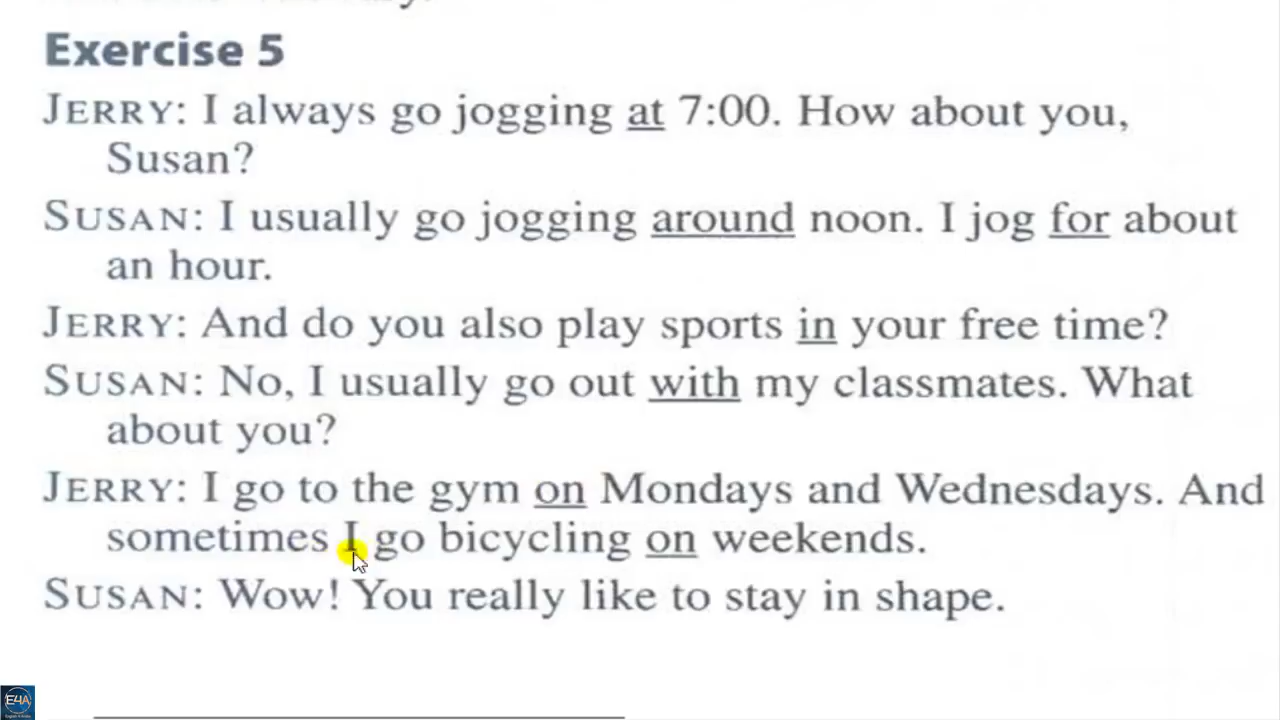 Exercise 5
JERRY: I always go jogging at 7:00. How about you,
Susan?
SUSAN: I usually go jogging around noon. I jog for about
an hour.
JERRY: And do you also play sports in your free time?
SUSAN: No, I usually go out with my classmates. What
about you?
JERRY: I go to the gym on Mondays and Wednesdays. And
sometimes I go bicycling on weekends.
SUSAN: Wow! You really like to stay in shape.
E4A